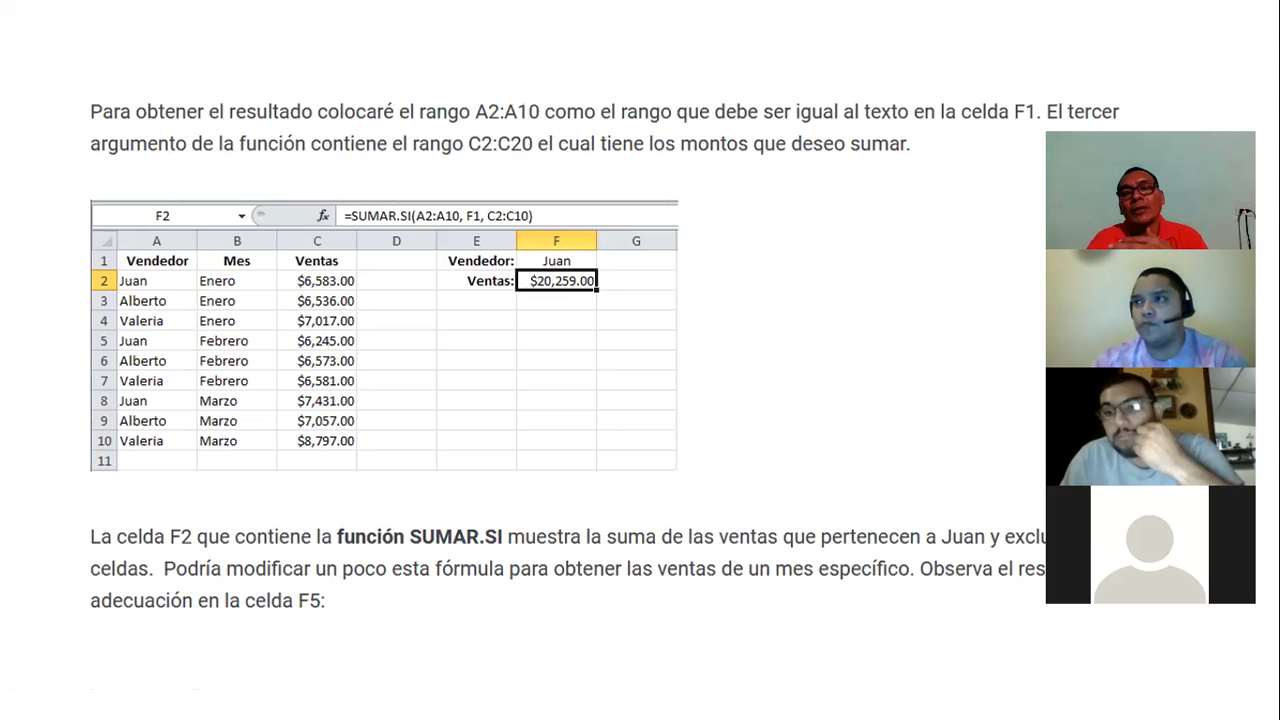 Para obtener el resultado colocaré el rango A2:A10 como el rango que debe ser igual al texto en la celda F1. El tercer
argumento de la función contiene el rango C2:C20 el cual tiene los montos que deseo sumar.
F2 fx =SUMAR.SI(A2:A10, F1, C2:C10)
A B C D E F G
1 Vendedor Mes Ventas Vendedor: Juan
2 Juan Enero $6,583.00 Ventas: $20,259.00
3 Alberto Enero $6,536.00
4 Valeria Enero $7,017.00
5 Juan Febrero $6,245.00
6 Alberto Febrero $6,573.00
7 Valeria Febrero $6,581.00
8 Juan Marzo $7,431.00
9 Alberto Marzo $7,057.00
10 Valeria Marzo $8,797.00
11
La celda F2 que contiene la función SUMAR.SI muestra la suma de las ventas que pertenecen a Juan y exclu
celdas. Podría modificar un poco esta fórmula para obtener las ventas de un mes específico. Observa el res
adecuación en la celda F5: